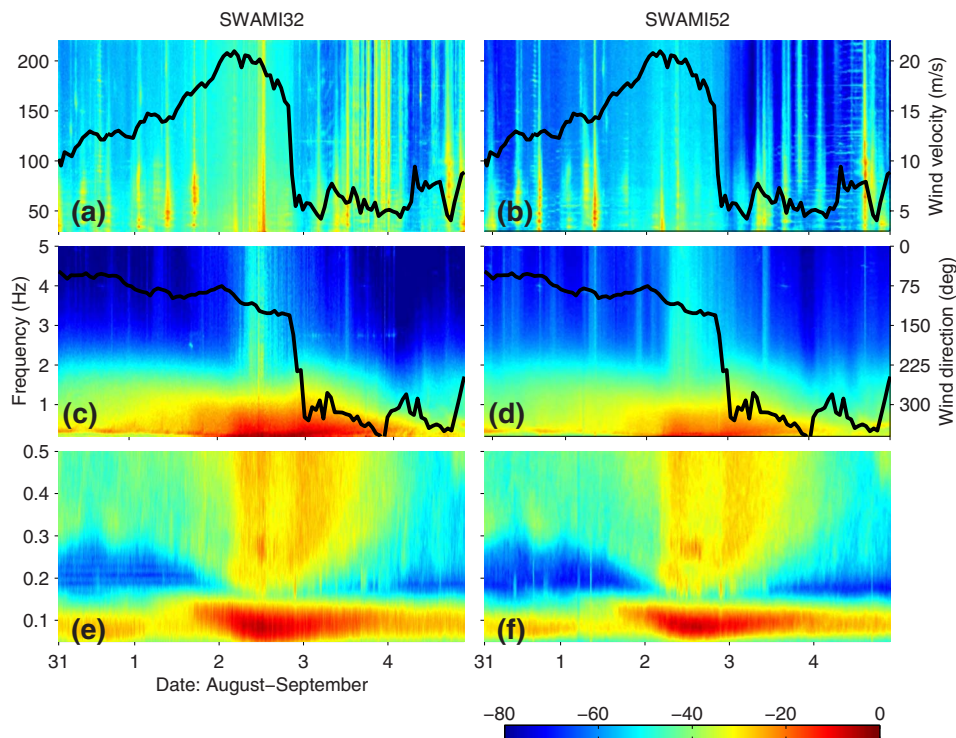 SWAMI32
SWAMI52
200
150
100
50
(a)
(b)
20
15
10
5
Wind velocity (m/s)
5
4
3
2
1
Frequency (Hz)
(c)
(d)
0
75
150
225
300
Wind direction (deg)
0.5
0.4
0.3
0.2
0.1
(e)
(f)
31 1 2 3 4
31 1 2 3 4
Date: August−September
−80 −60 −40 −20 0